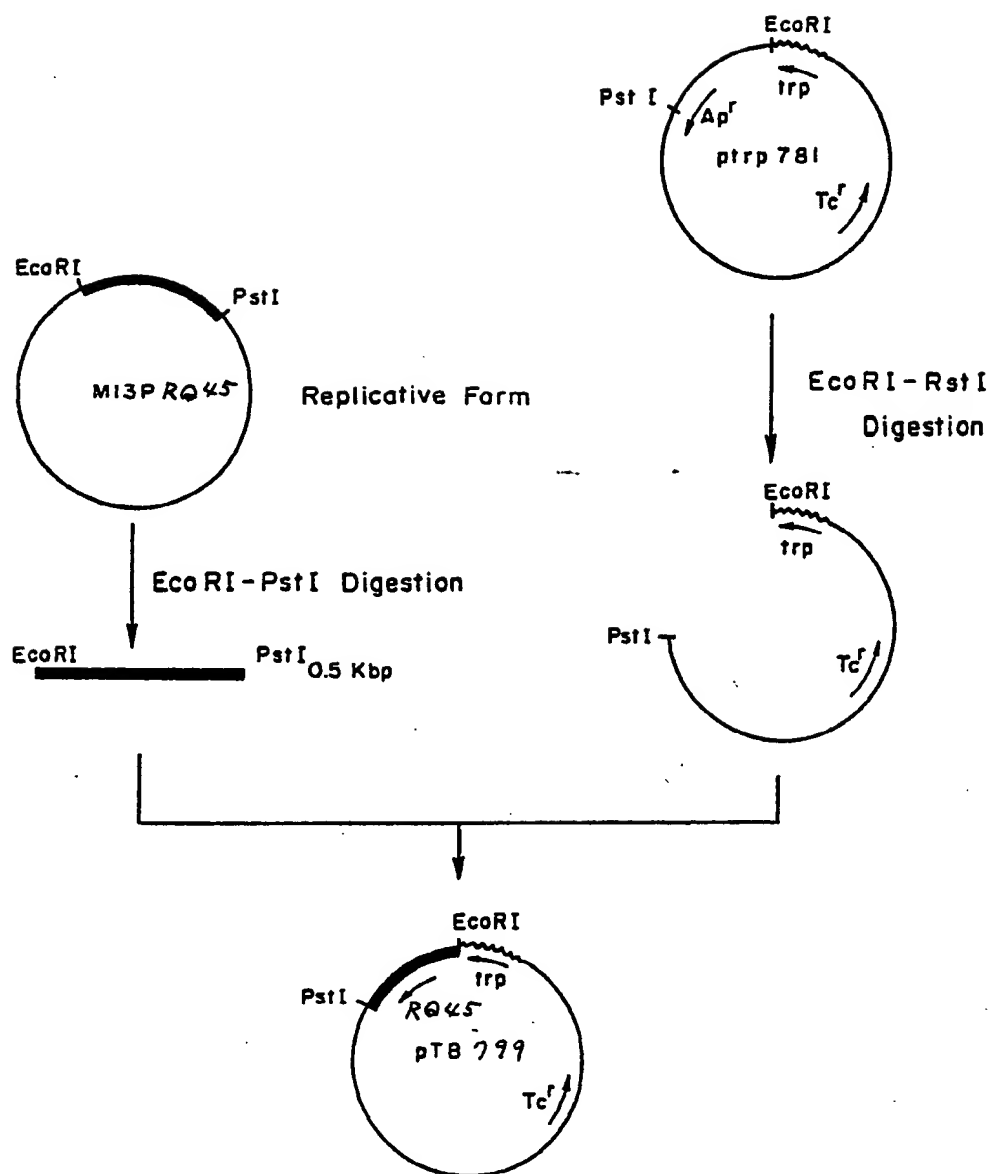 EcoRI
trp
Pst I
Apr
ptrp 781
Tcr
EcoRI
PstI
M13P RQ45
Replicative Form
EcoRI-RstI
Digestion
EcoRI
trp
EcoRI-PstI Digestion
PstI
Tcr
EcoRI
PstI
0.5 Kbp
EcoRI
trp
PstI
RQ45
pTB 799
Tcr